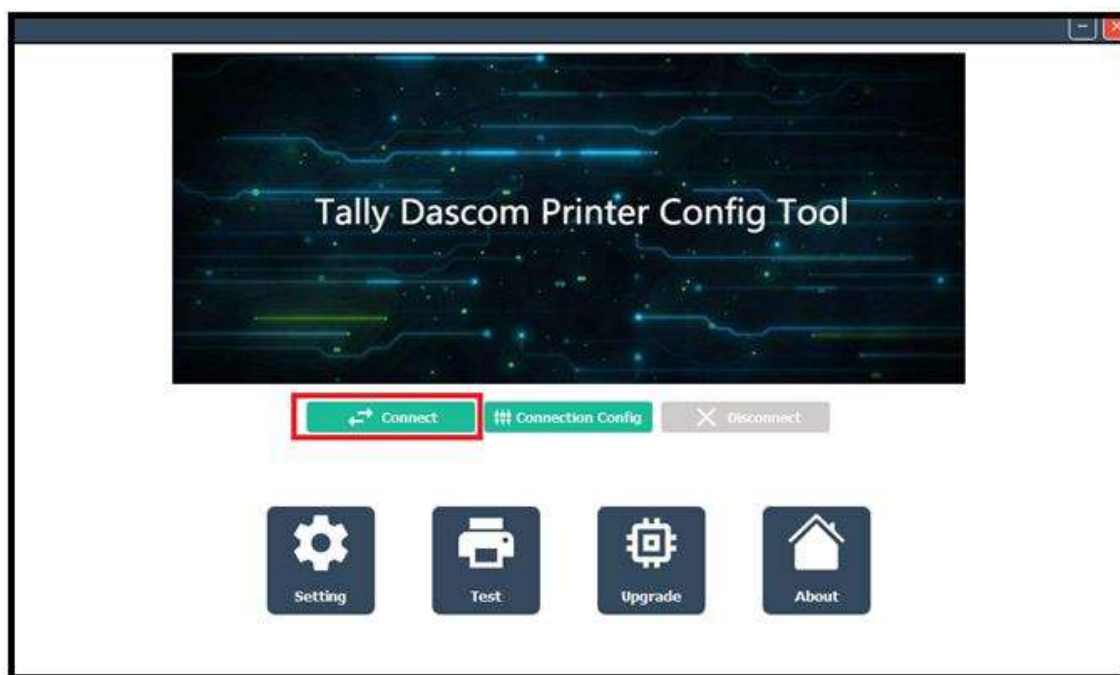 Tally Dascom Printer Config Tool
Connect Connection Config Disconnect
Setting Test Upgrade About